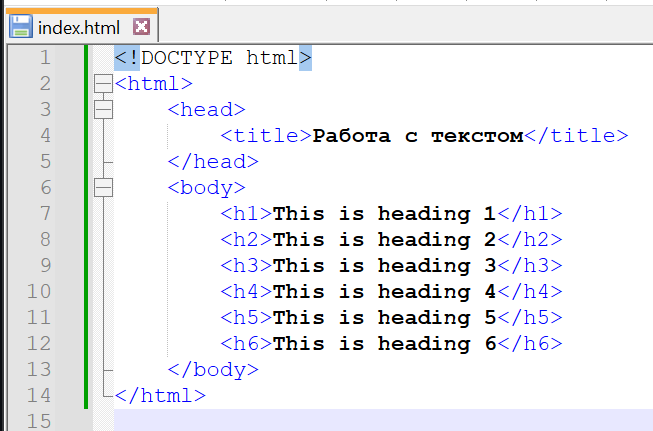 index.html
1 <!DOCTYPE html>
2 <html>
3 <head>
4 <title>Работа с текстом</title>
5 </head>
6 <body>
7 <h1>This is heading 1</h1>
8 <h2>This is heading 2</h2>
9 <h3>This is heading 3</h3>
10 <h4>This is heading 4</h4>
11 <h5>This is heading 5</h5>
12 <h6>This is heading 6</h6>
13 </body>
14 </html>
15